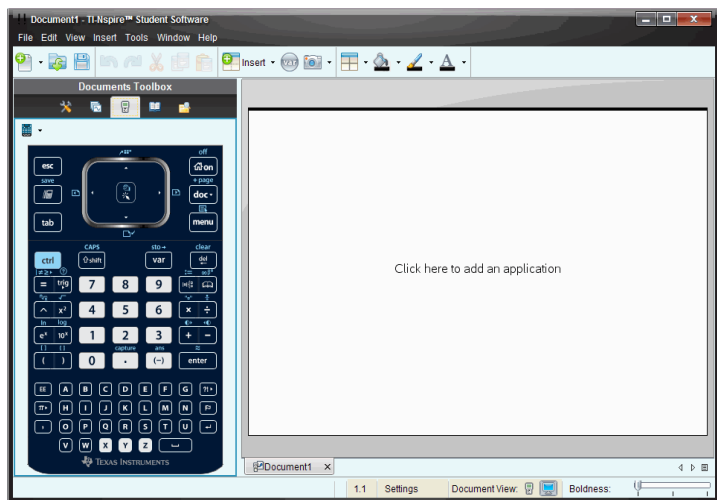 Document1 - TI-Nspire™ Student Software
File Edit View Insert Tools Window Help
Insert var A
Documents Toolbox
off
esc on
save + page
doc
tab menu
CAPS sto→ clear
ctrl ⇧shift var del
= trig 7 8 9
^ x² 4 5 6 × ÷
ln log
eˣ 10ˣ 1 2 3 + −
{ } [ ] capture ans ≈
( ) 0 . (−) enter
EE A B C D E F G ?!▸
π▸ H I J K L M N
, O P Q R S T U ↵
V W X Y Z
TEXAS INSTRUMENTS
Click here to add an application
Document1
1.1 Settings Document View: Boldness: